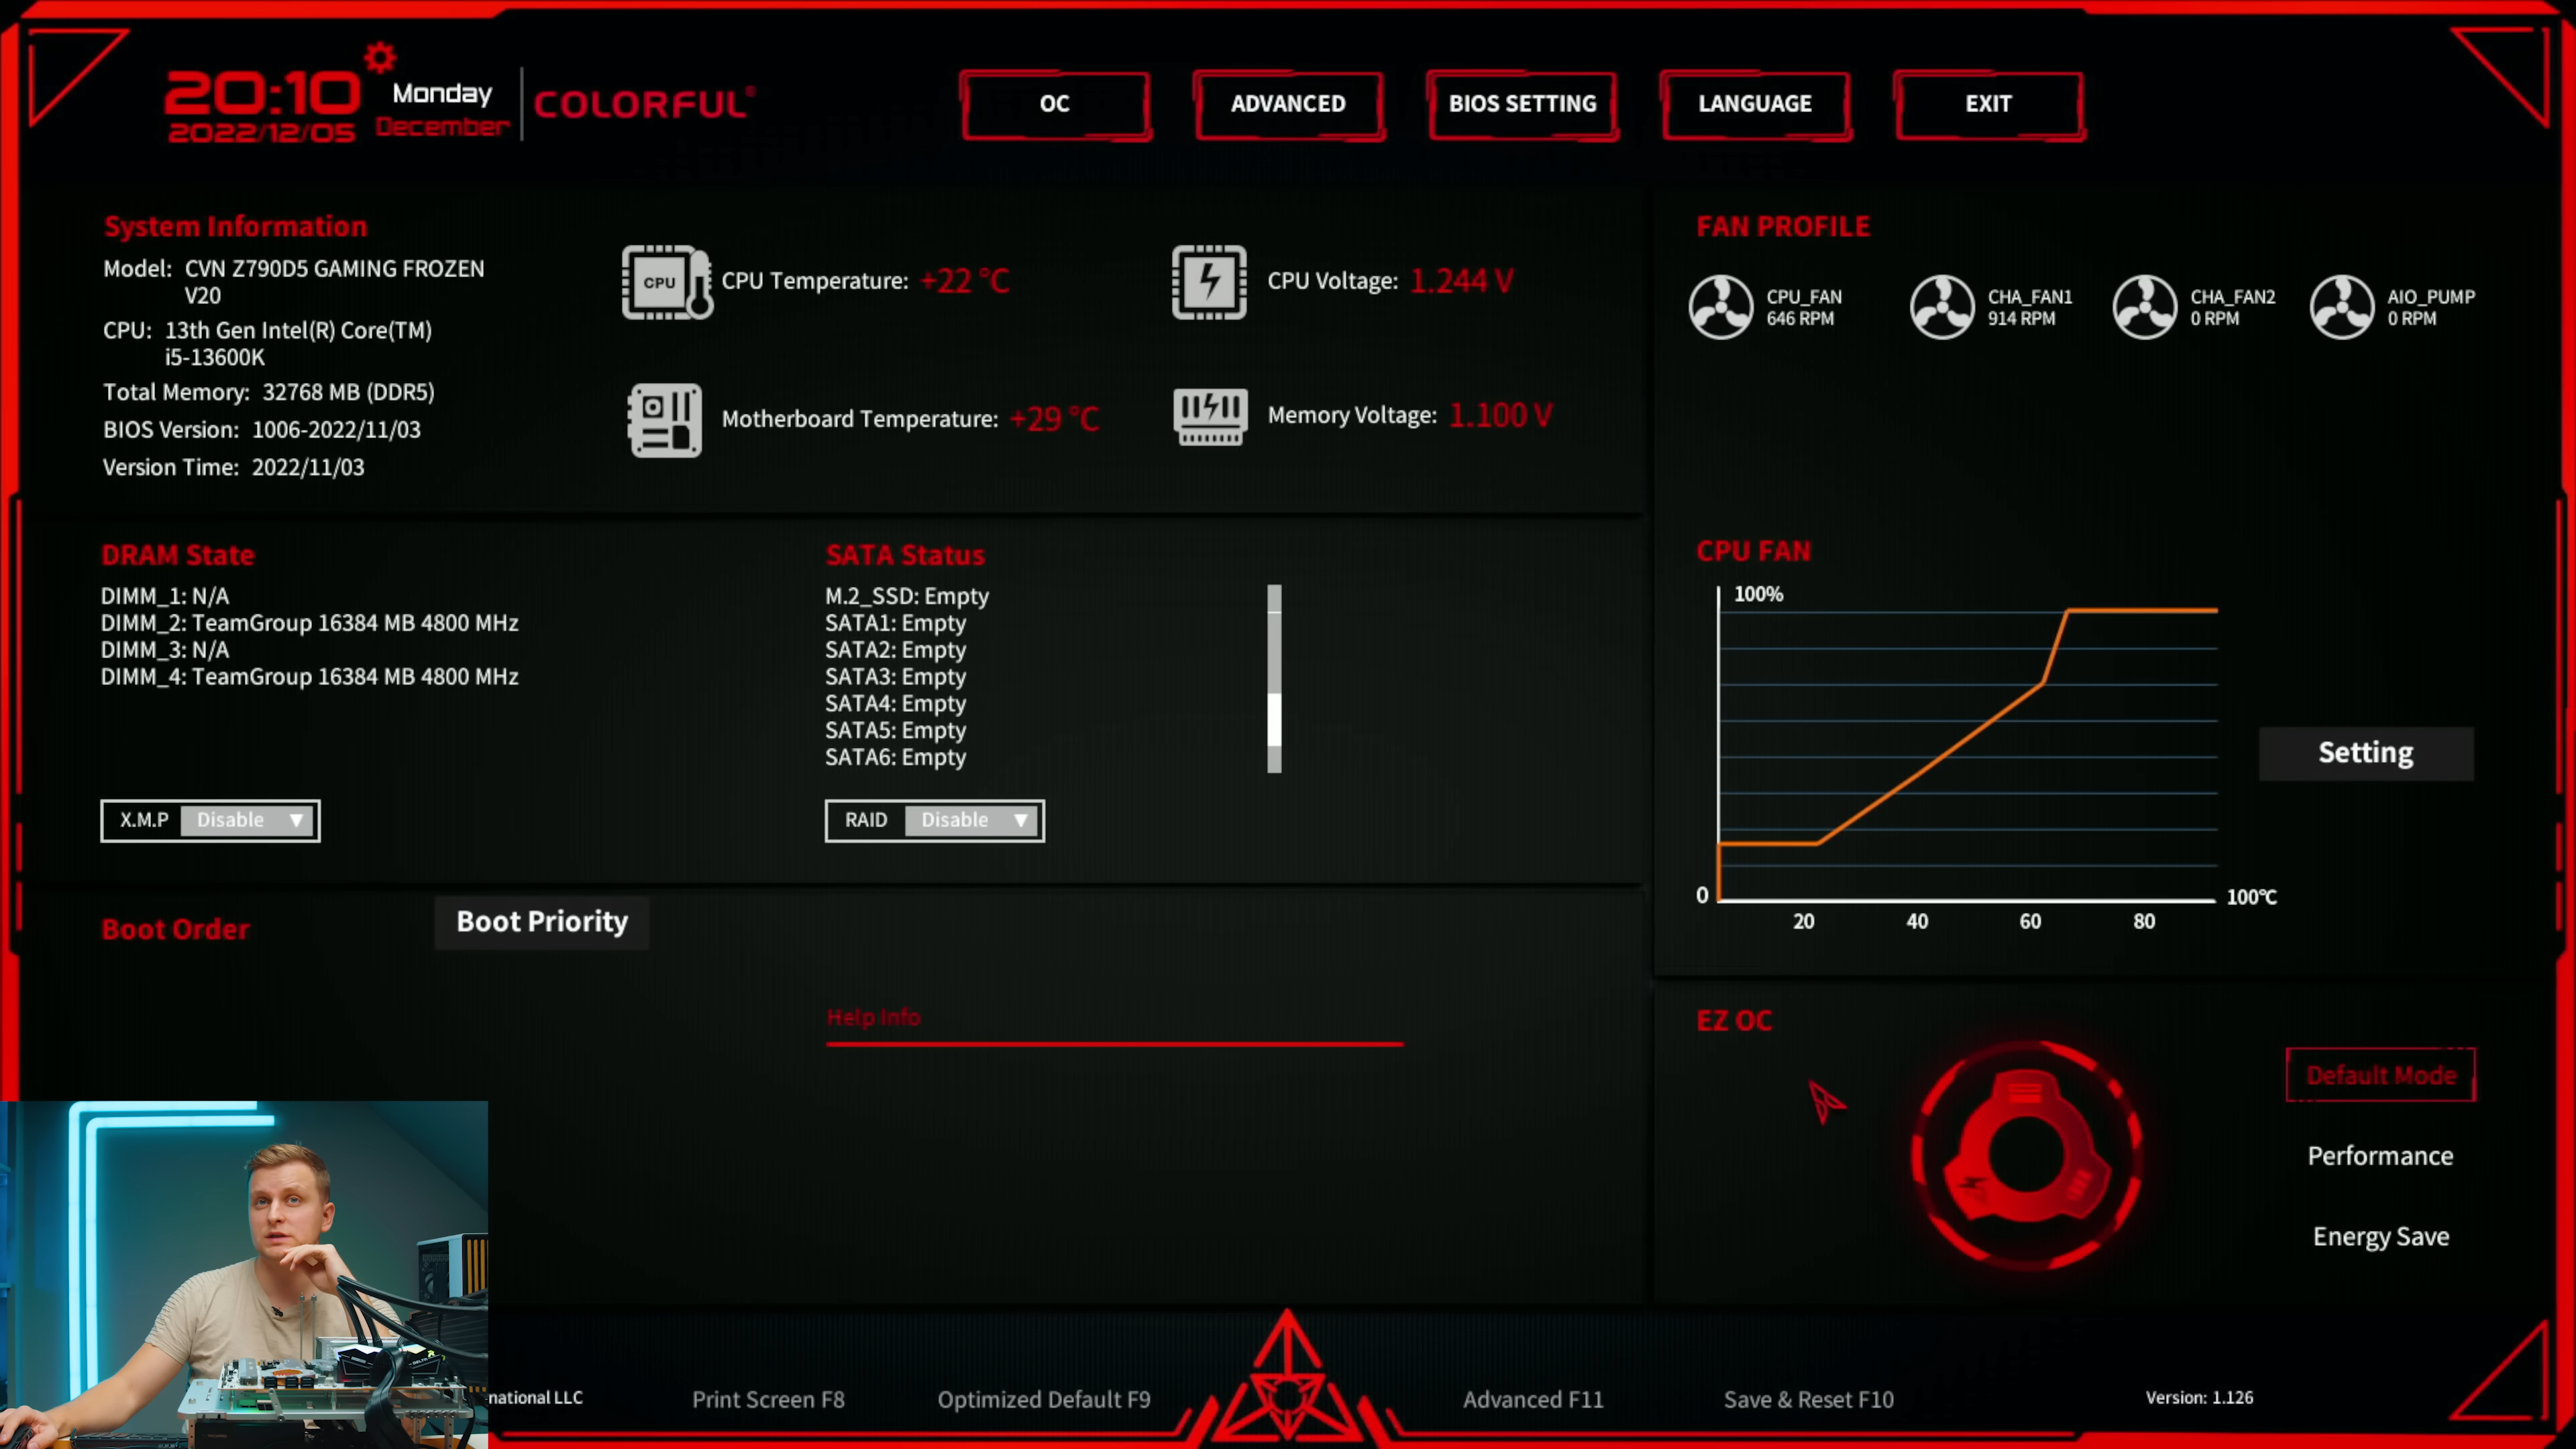 20:10
Monday
2022/12/05
December
COLORFUL®
OC
ADVANCED
BIOS SETTING
LANGUAGE
EXIT
System Information
Model: CVN Z790D5 GAMING FROZEN
V20
CPU: 13th Gen Intel(R) Core(TM)
i5-13600K
Total Memory: 32768 MB (DDR5)
BIOS Version: 1006-2022/11/03
Version Time: 2022/11/03
CPU
CPU Temperature: +22 °C
CPU Voltage: 1.244 V
Motherboard Temperature: +29 °C
Memory Voltage: 1.100 V
FAN PROFILE
CPU_FAN
646 RPM
CHA_FAN1
914 RPM
CHA_FAN2
0 RPM
AIO_PUMP
0 RPM
DRAM State
DIMM_1: N/A
DIMM_2: TeamGroup 16384 MB 4800 MHz
DIMM_3: N/A
DIMM_4: TeamGroup 16384 MB 4800 MHz
X.M.P Disable
SATA Status
M.2_SSD: Empty
SATA1: Empty
SATA2: Empty
SATA3: Empty
SATA4: Empty
SATA5: Empty
SATA6: Empty
RAID Disable
CPU FAN
100%
0
100°C
20
40
60
80
Setting
Boot Order
Boot Priority
Help Info
EZ OC
Default Mode
Performance
Energy Save
national LLC
Print Screen F8
Optimized Default F9
Advanced F11
Save & Reset F10
Version: 1.126